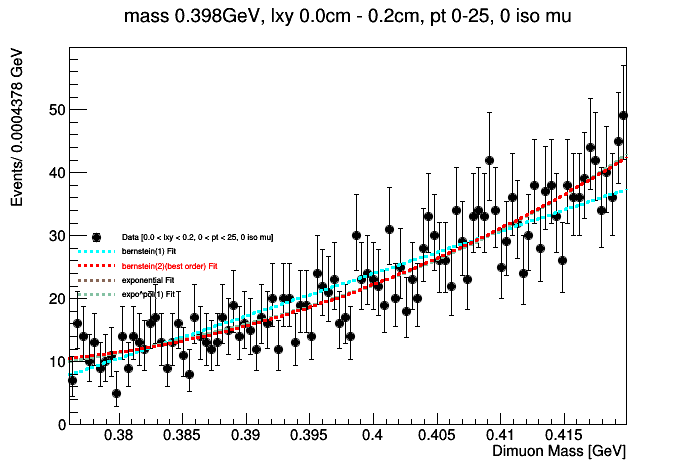 mass 0.398GeV, lxy 0.0cm - 0.2cm, pt 0-25, 0 iso mu
Events/ 0.0004378 GeV
50
40
30
20
10
0
Data [0.0 < lxy < 0.2, 0 < pt < 25, 0 iso mu]
bernstein(1) Fit
bernstein(2)(best order) Fit
exponential Fit
expo*pol(1) Fit
0.38 0.385 0.39 0.395 0.4 0.405 0.41 0.415
Dimuon Mass [GeV]